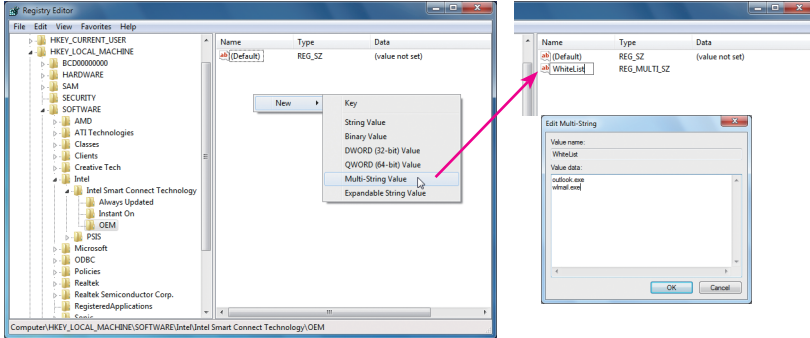 Registry Editor
File Edit View Favorites Help
HKEY_CURRENT_USER
HKEY_LOCAL_MACHINE
BCD00000000
HARDWARE
SAM
SECURITY
SOFTWARE
AMD
ATI Technologies
Classes
Clients
Creative Tech
Intel
Intel Smart Connect Technology
Always Updated
Instant On
OEM
PSIS
Microsoft
ODBC
Policies
Realtek
Realtek Semiconductor Corp.
RegisteredApplications
Sonic
Name Type Data
ab (Default) REG_SZ (value not set)
New
Key
String Value
Binary Value
DWORD (32-bit) Value
QWORD (64-bit) Value
Multi-String Value
Expandable String Value
Computer\HKEY_LOCAL_MACHINE\SOFTWARE\Intel\Intel Smart Connect Technology\OEM
Name Type Data
ab (Default) REG_SZ (value not set)
ab WhiteList REG_MULTI_SZ
Edit Multi-String
Value name:
WhiteList
Value data:
outlook.exe
wlmail.exe
OK Cancel